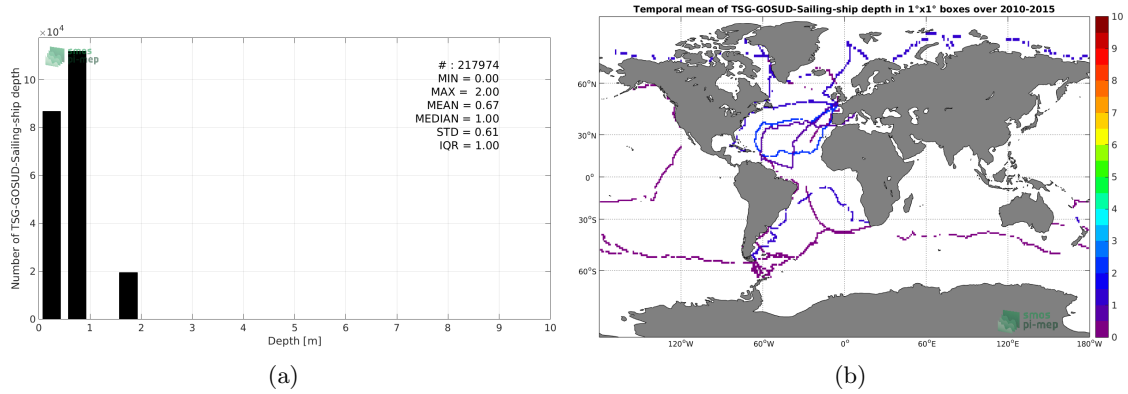 ×10⁴
smos
pi-mep
# : 217974
MIN = 0.00
MAX = 2.00
MEAN = 0.67
MEDIAN = 1.00
STD = 0.61
IQR = 1.00
Number of TSG-GOSUD-Sailing-ship depth
10
8
6
4
2
0
0 1 2 3 4 5 6 7 8 9 10
Depth [m]
(a)
Temporal mean of TSG-GOSUD-Sailing-ship depth in 1°x1° boxes over 2010-2015
60°N
30°N
0°
30°S
60°S
120°W 60°W 0° 60°E 120°E 180°W
smos
pi-mep
10
9
8
7
6
5
4
3
2
1
0
(b)